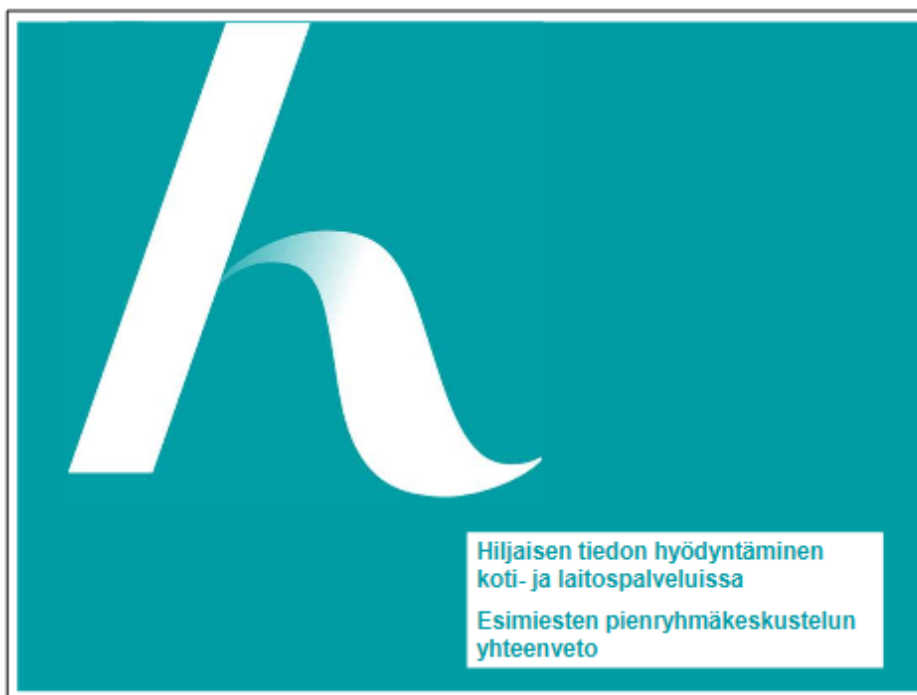 Hiljaisen tiedon hyödyntäminen
koti- ja laitospalveluissa
Esimiesten pienryhmäkeskustelun
yhteenveto